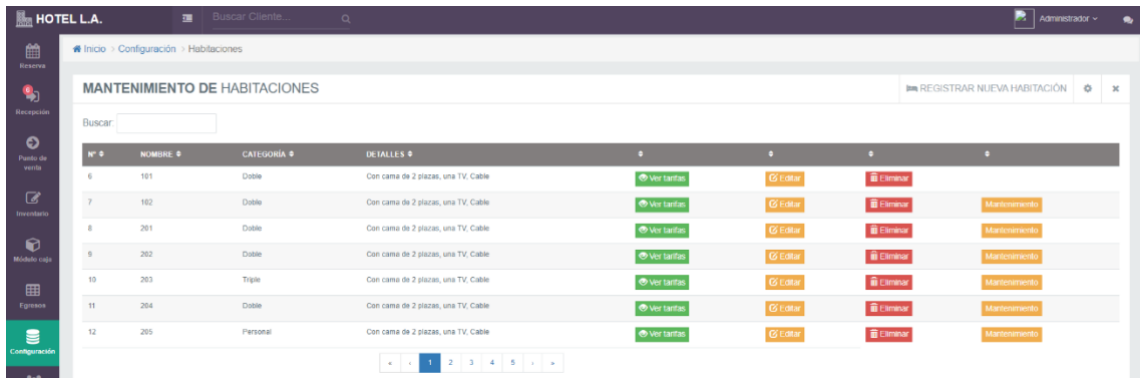 HOTEL L.A.
Buscar Cliente...
Administrador
Inicio > Configuración > Habitaciones
Reserva
6
Recepción
Punto de
venta
Inventario
Módulo caja
Egresos
Configuración
MANTENIMIENTO DE HABITACIONES
REGISTRAR NUEVA HABITACIÓN
Buscar:
N° NOMBRE CATEGORÍA DETALLES
6 101 Doble Con cama de 2 plazas, una TV, Cable Ver tarifas Editar Eliminar
7 102 Doble Con cama de 2 plazas, una TV, Cable Ver tarifas Editar Eliminar Mantenimiento
8 201 Doble Con cama de 2 plazas, una TV, Cable Ver tarifas Editar Eliminar Mantenimiento
9 202 Doble Con cama de 2 plazas, una TV, Cable Ver tarifas Editar Eliminar Mantenimiento
10 203 Triple Con cama de 2 plazas, una TV, Cable Ver tarifas Editar Eliminar Mantenimiento
11 204 Doble Con cama de 2 plazas, una TV, Cable Ver tarifas Editar Eliminar Mantenimiento
12 205 Personal Con cama de 2 plazas, una TV, Cable Ver tarifas Editar Eliminar Mantenimiento
« ‹ 1 2 3 4 5 › »